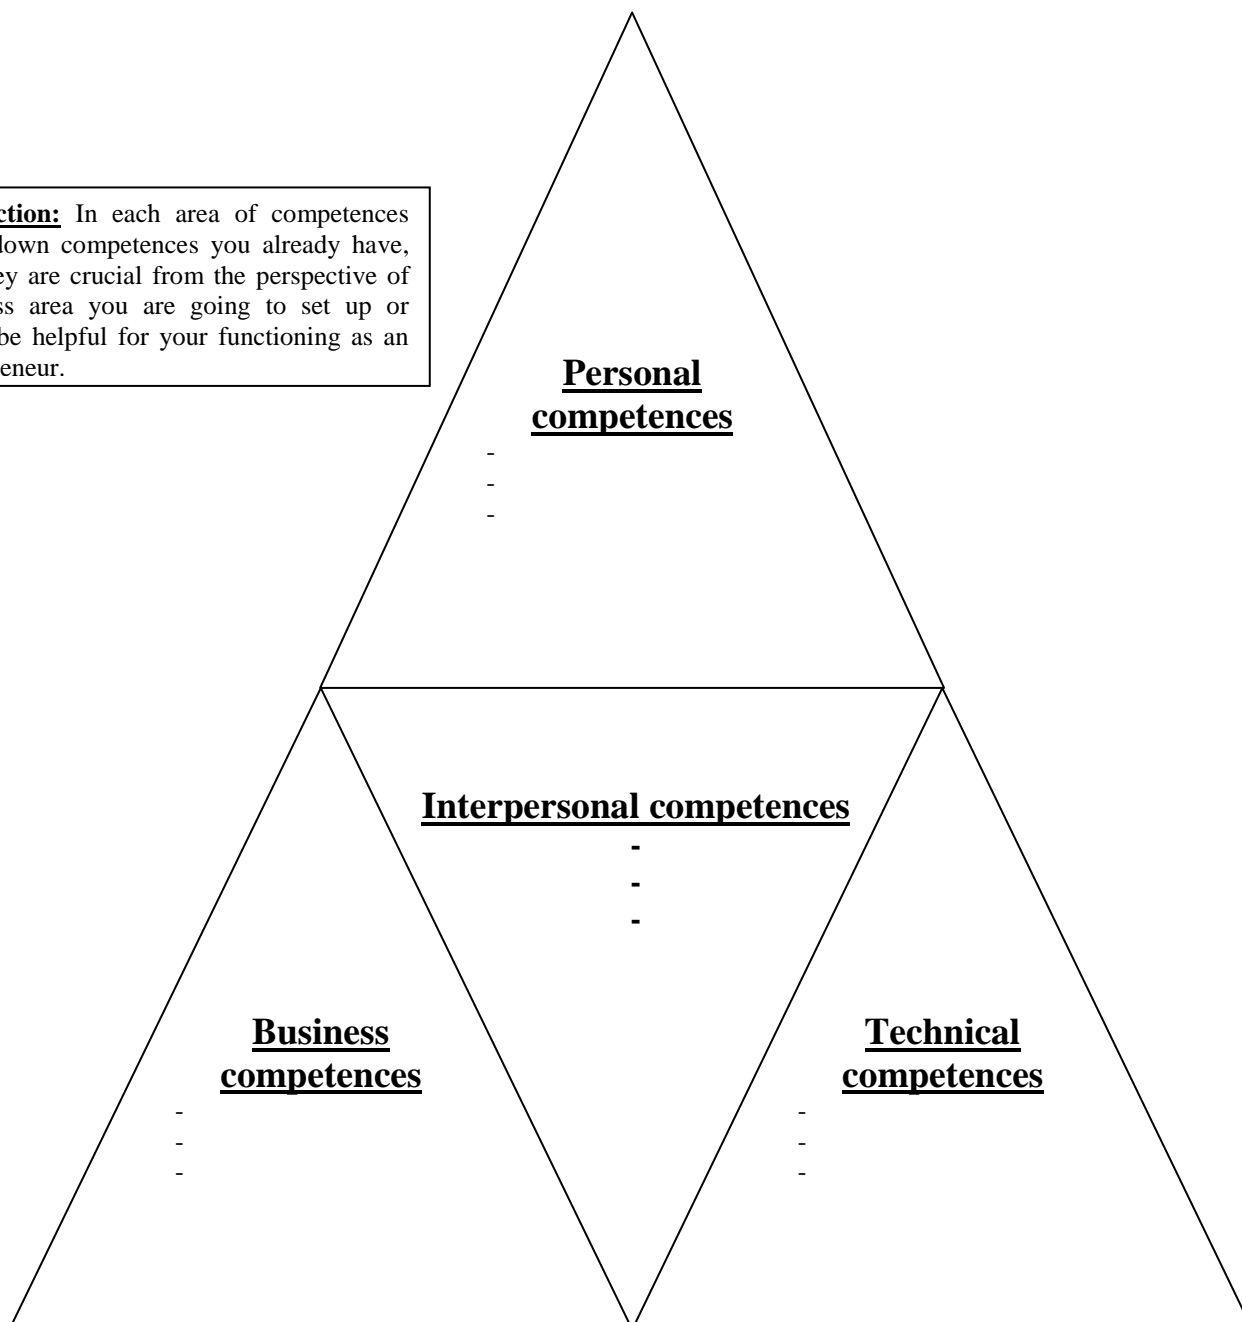 ction: In each area of competences
down competences you already have,
ey are crucial from the perspective of
ss area you are going to set up or
be helpful for your functioning as an
eneur.
Personal
competences
-
-
-
Interpersonal competences
-
-
-
Business
competences
-
-
-
Technical
competences
-
-
-